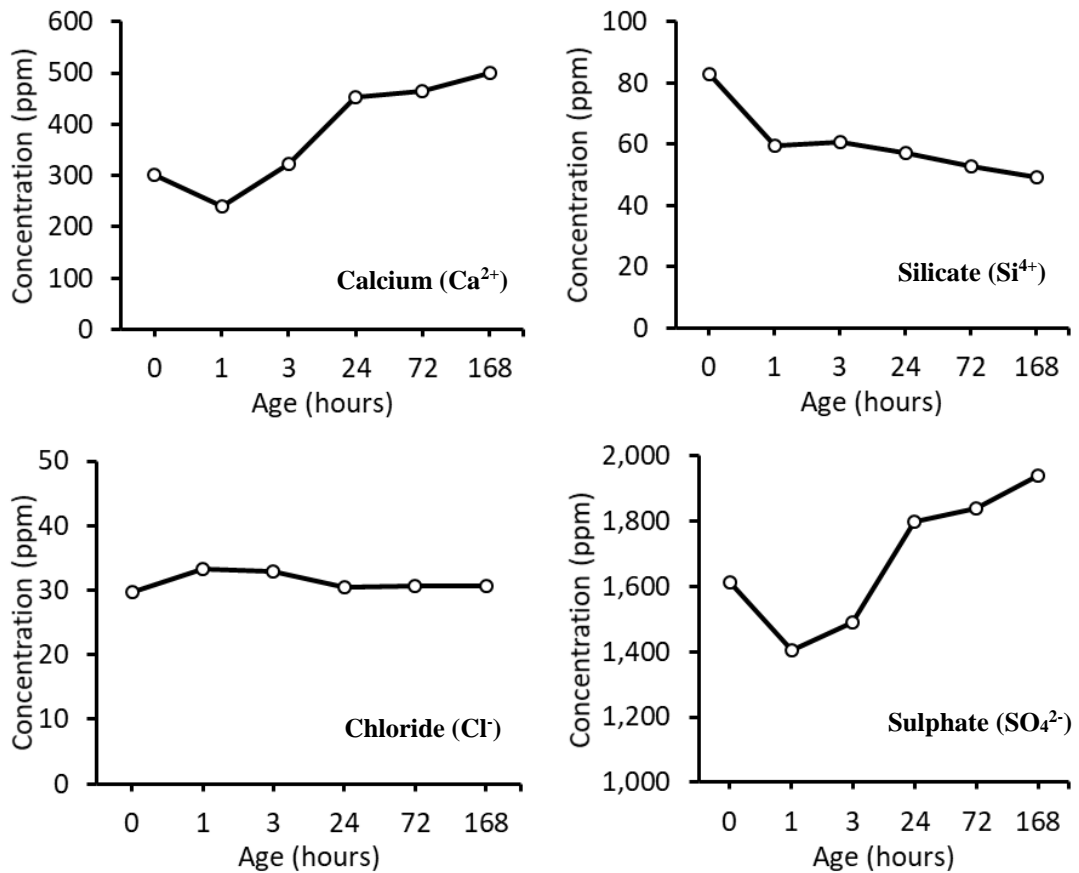 600
500
400
300
200
100
0
Concentration (ppm)
0 1 3 24 72 168
Age (hours)
Calcium (Ca²⁺)
100
80
60
40
20
0
Concentration (ppm)
0 1 3 24 72 168
Age (hours)
Silicate (Si⁴⁺)
50
40
30
20
10
0
Concentration (ppm)
0 1 3 24 72 168
Age (hours)
Chloride (Cl⁻)
2,000
1,800
1,600
1,400
1,200
1,000
Concentration (ppm)
0 1 3 24 72 168
Age (hours)
Sulphate (SO₄²⁻)